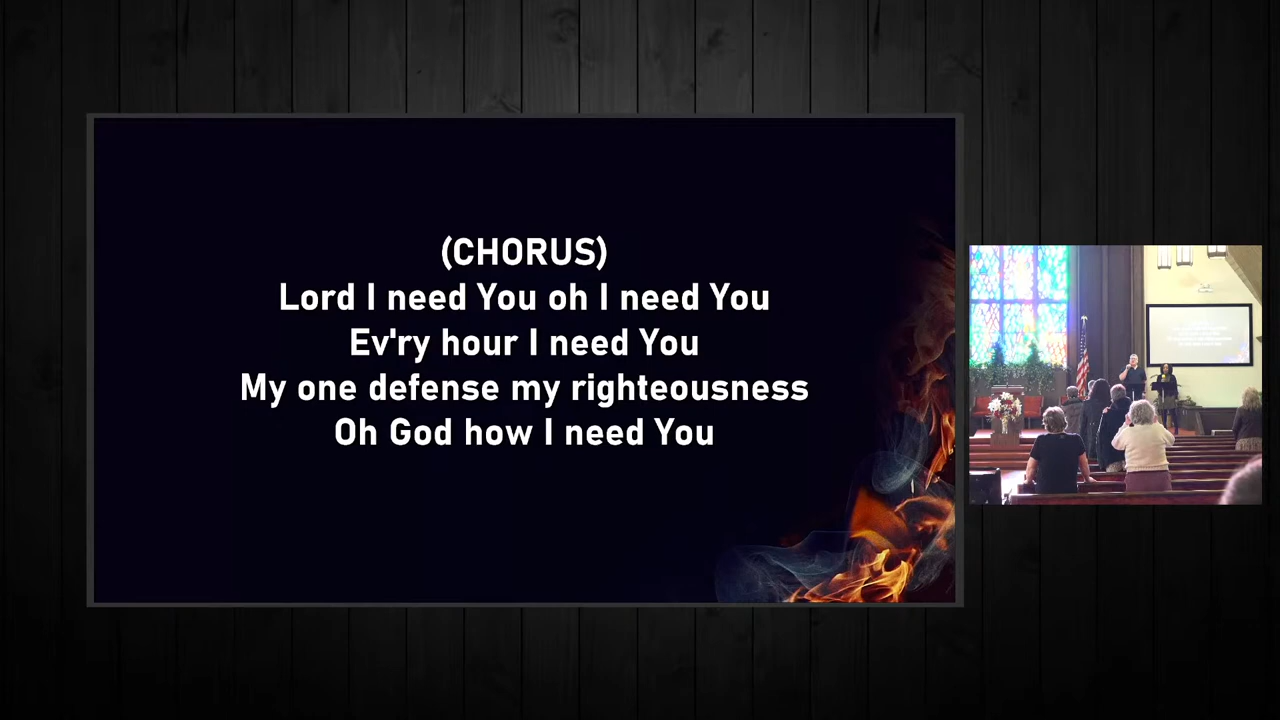 (CHORUS)
Lord I need You oh I need You
Ev'ry hour I need You
My one defense my righteousness
Oh God how I need You